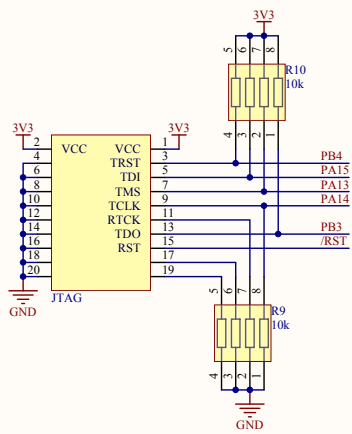 3V3
5 6 7 8
R10
10k
4 3 2 1
3V3
3V3
2 VCC VCC 1
4 TRST 3 PB4
6 TDI 5 PA15
8 TMS 7 PA13
10 TCLK 9 PA14
12 RTCK 11
14 TDO 13 PB3
16 RST 15 /RST
18 17
20 19
JTAG
GND
5 6 7 8
R9
10k
4 3 2 1
GND